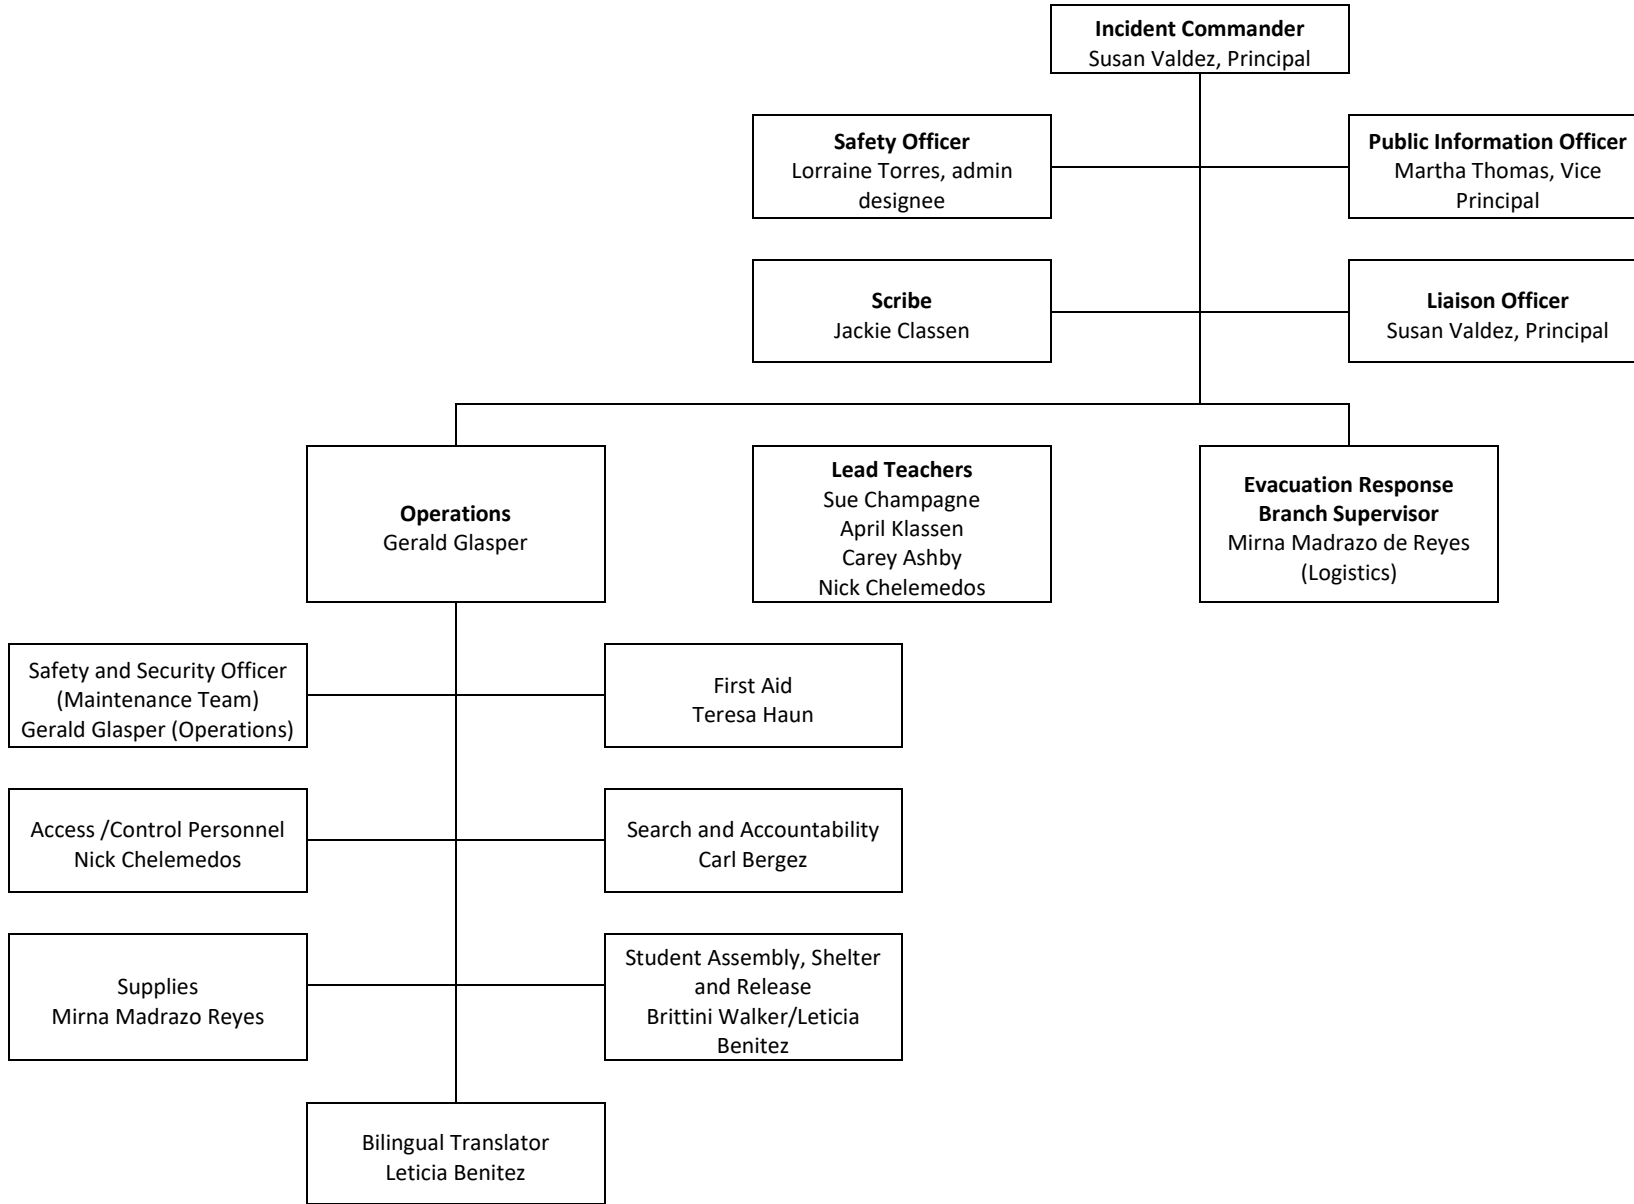 Incident Commander
Susan Valdez, Principal
Safety Officer
Lorraine Torres, admin
designee
Public Information Officer
Martha Thomas, Vice
Principal
Scribe
Jackie Classen
Liaison Officer
Susan Valdez, Principal
Operations
Gerald Glasper
Lead Teachers
Sue Champagne
April Klassen
Carey Ashby
Nick Chelemedos
Evacuation Response
Branch Supervisor
Mirna Madrazo de Reyes
(Logistics)
Safety and Security Officer
(Maintenance Team)
Gerald Glasper (Operations)
First Aid
Teresa Haun
Access /Control Personnel
Nick Chelemedos
Search and Accountability
Carl Bergez
Supplies
Mirna Madrazo Reyes
Student Assembly, Shelter
and Release
Brittini Walker/Leticia
Benitez
Bilingual Translator
Leticia Benitez